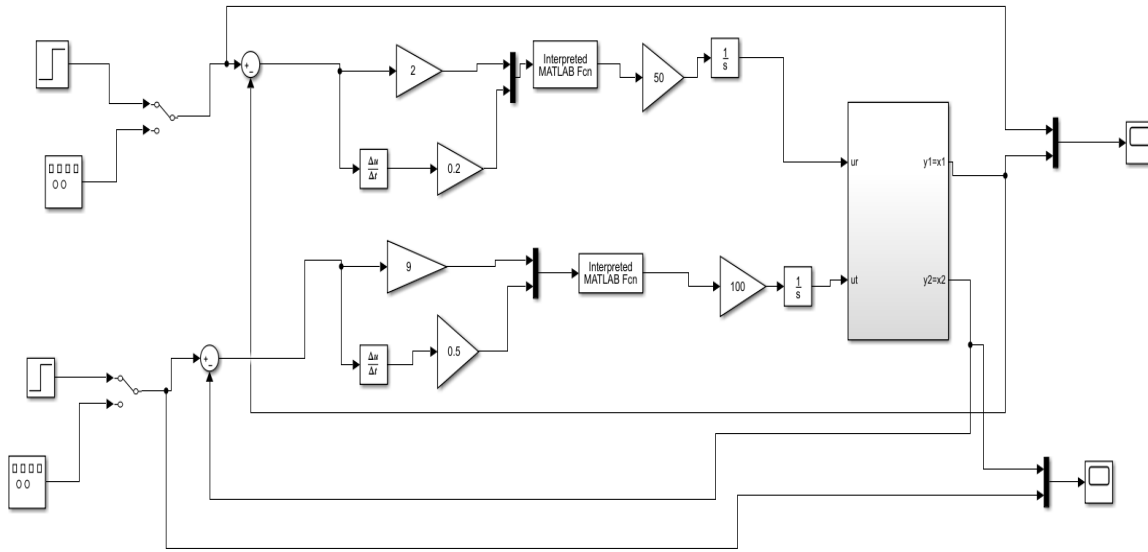 2
Interpreted
MATLAB Fcn
50
1
s
Δu
Δt
0.2
ur
y1=x1
9
Interpreted
MATLAB Fcn
100
1
s
ut
y2=x2
Δu
Δt
0.5